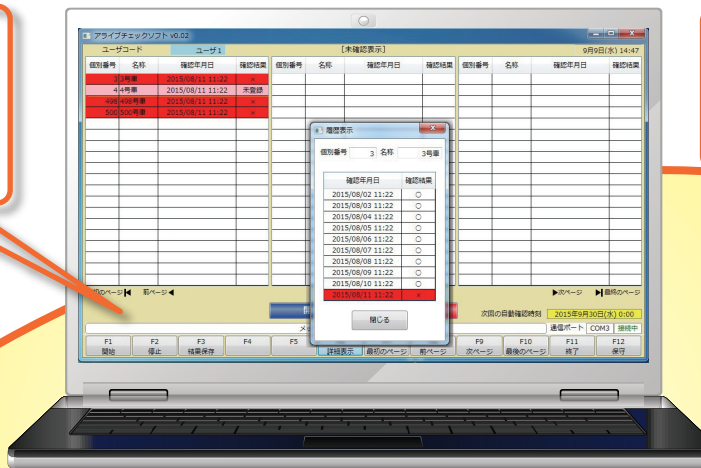 アライブチェックソフト v0.02
ユーザコード ユーザ1 [未確認表示] 9月9日(水) 14:47
個別番号 名称 確認年月日 確認結果 個別番号 名称 確認年月日 確認結果 個別番号 名称 確認年月日 確認結果
3 3号車 2015/08/11 11:22 ×
4 4号車 2015/08/11 11:22 未登録
498 498号車 2015/08/11 11:22 ×
500 500号車 2015/08/11 11:22 ×
履歴表示
個別番号 3 名称 3号車
確認年月日 確認結果
2015/08/02 11:22 ○
2015/08/03 11:22 ○
2015/08/04 11:22 ○
2015/08/05 11:22 ○
2015/08/06 11:22 ○
2015/08/07 11:22 ○
2015/08/08 11:22 ○
2015/08/09 11:22 ○
2015/08/10 11:22 ○
2015/08/11 11:22 ×
閉じる
のページ 前ページ 次ページ 最終のページ
次回の自動確認時刻 2015年9月30日(水) 0:00
通信ポート COM3 接続中
F1 F2 F3 F4 F5 F9 F10 F11 F12
開始 停止 結果保存 詳細表示 最初のページ 前ページ 次ページ 最後のページ 終了 保守